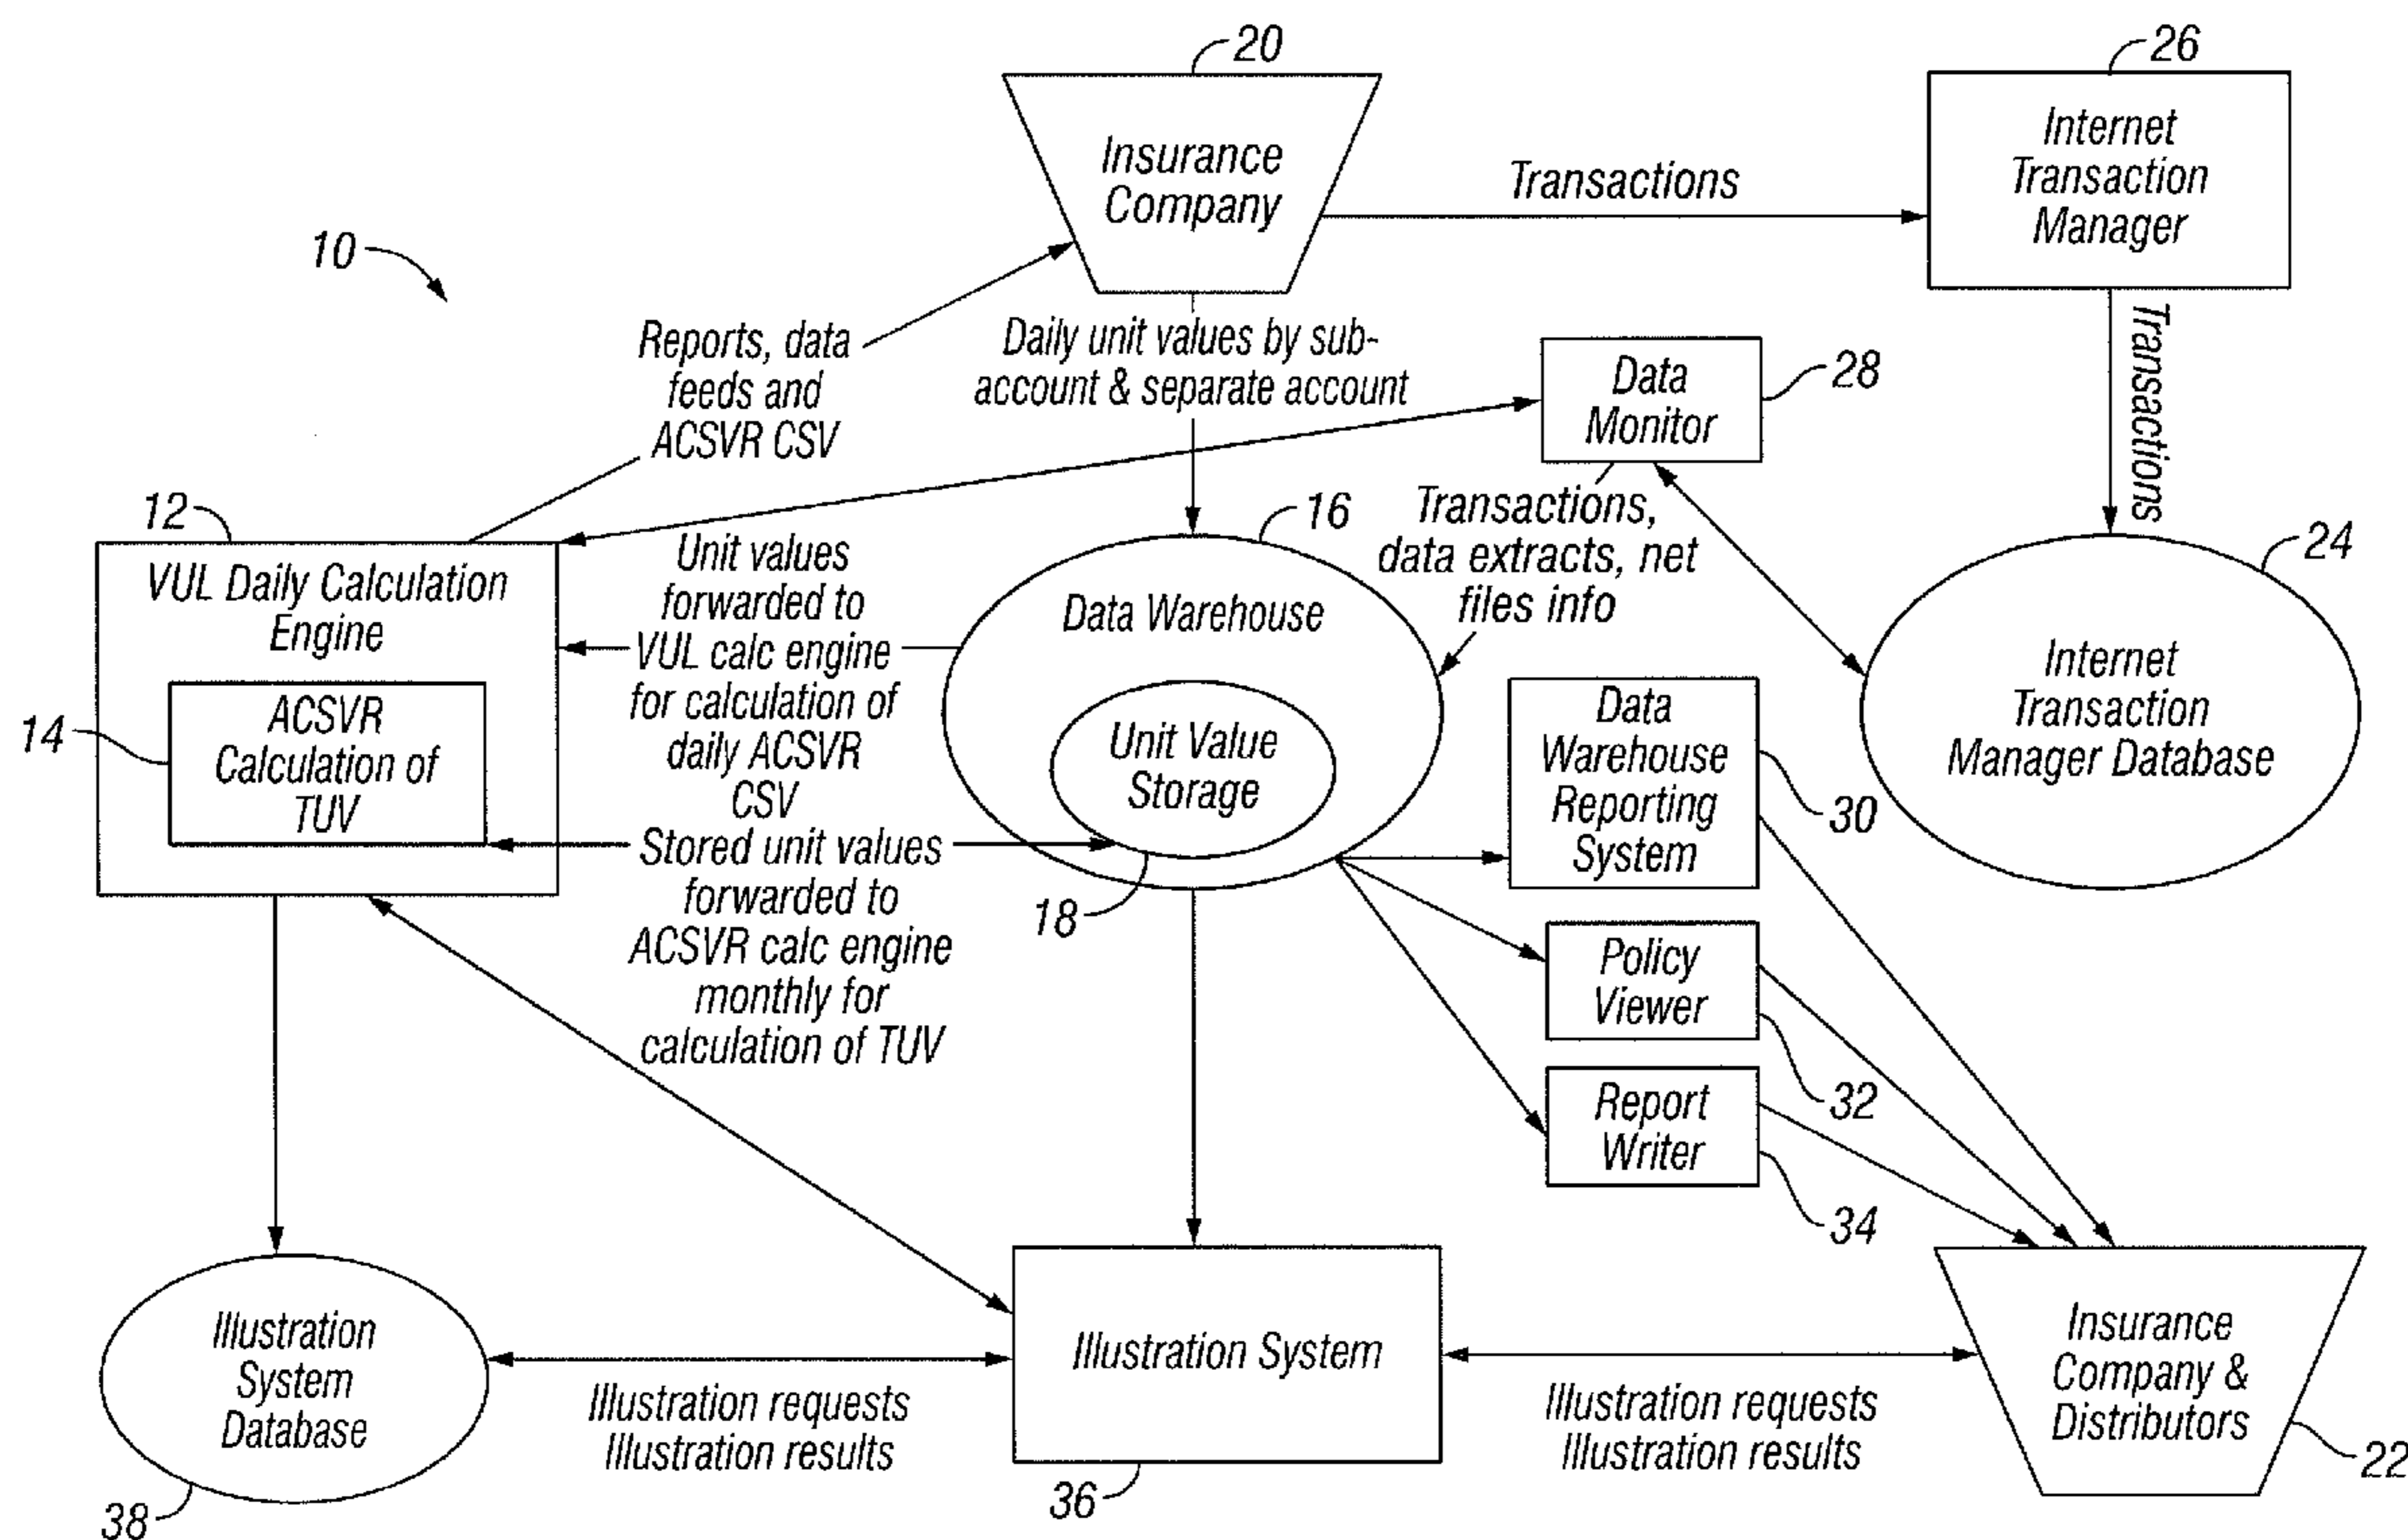 20
26
Insurance
Company
Transactions
Internet
Transaction
Manager
10
Reports, data
feeds and
ACSVR CSV
Daily unit values by sub-
account & separate account
Data
Monitor
28
Transactions
12
VUL Daily Calculation
Engine
14
ACSVR
Calculation of
TUV
Unit values
forwarded to
VUL calc engine
for calculation of
daily ACSVR
CSV
Stored unit values
forwarded to
ACSVR calc engine
monthly for
calculation of TUV
16
Data Warehouse
Unit Value
Storage
18
Transactions,
data extracts, net
files info
24
Internet
Transaction
Manager Database
Data
Warehouse
Reporting
System
30
Policy
Viewer
32
Report
Writer
34
Illustration
System
Database
38
Illustration requests
Illustration results
Illustration System
36
Illustration requests
Illustration results
Insurance
Company &
Distributors
22